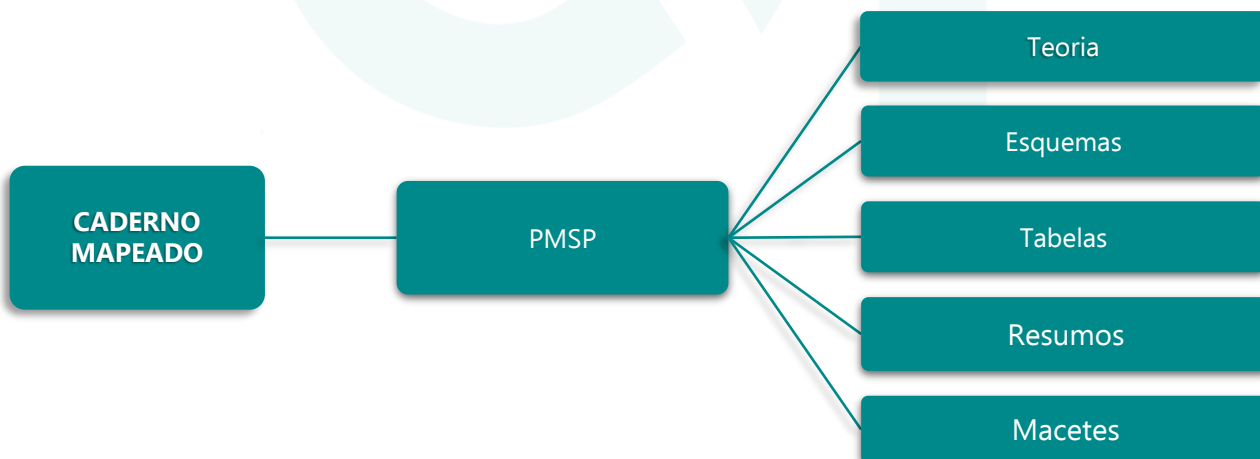 CADERNO
MAPEADO
PMSP
Teoria
Esquemas
Tabelas
Resumos
Macetes